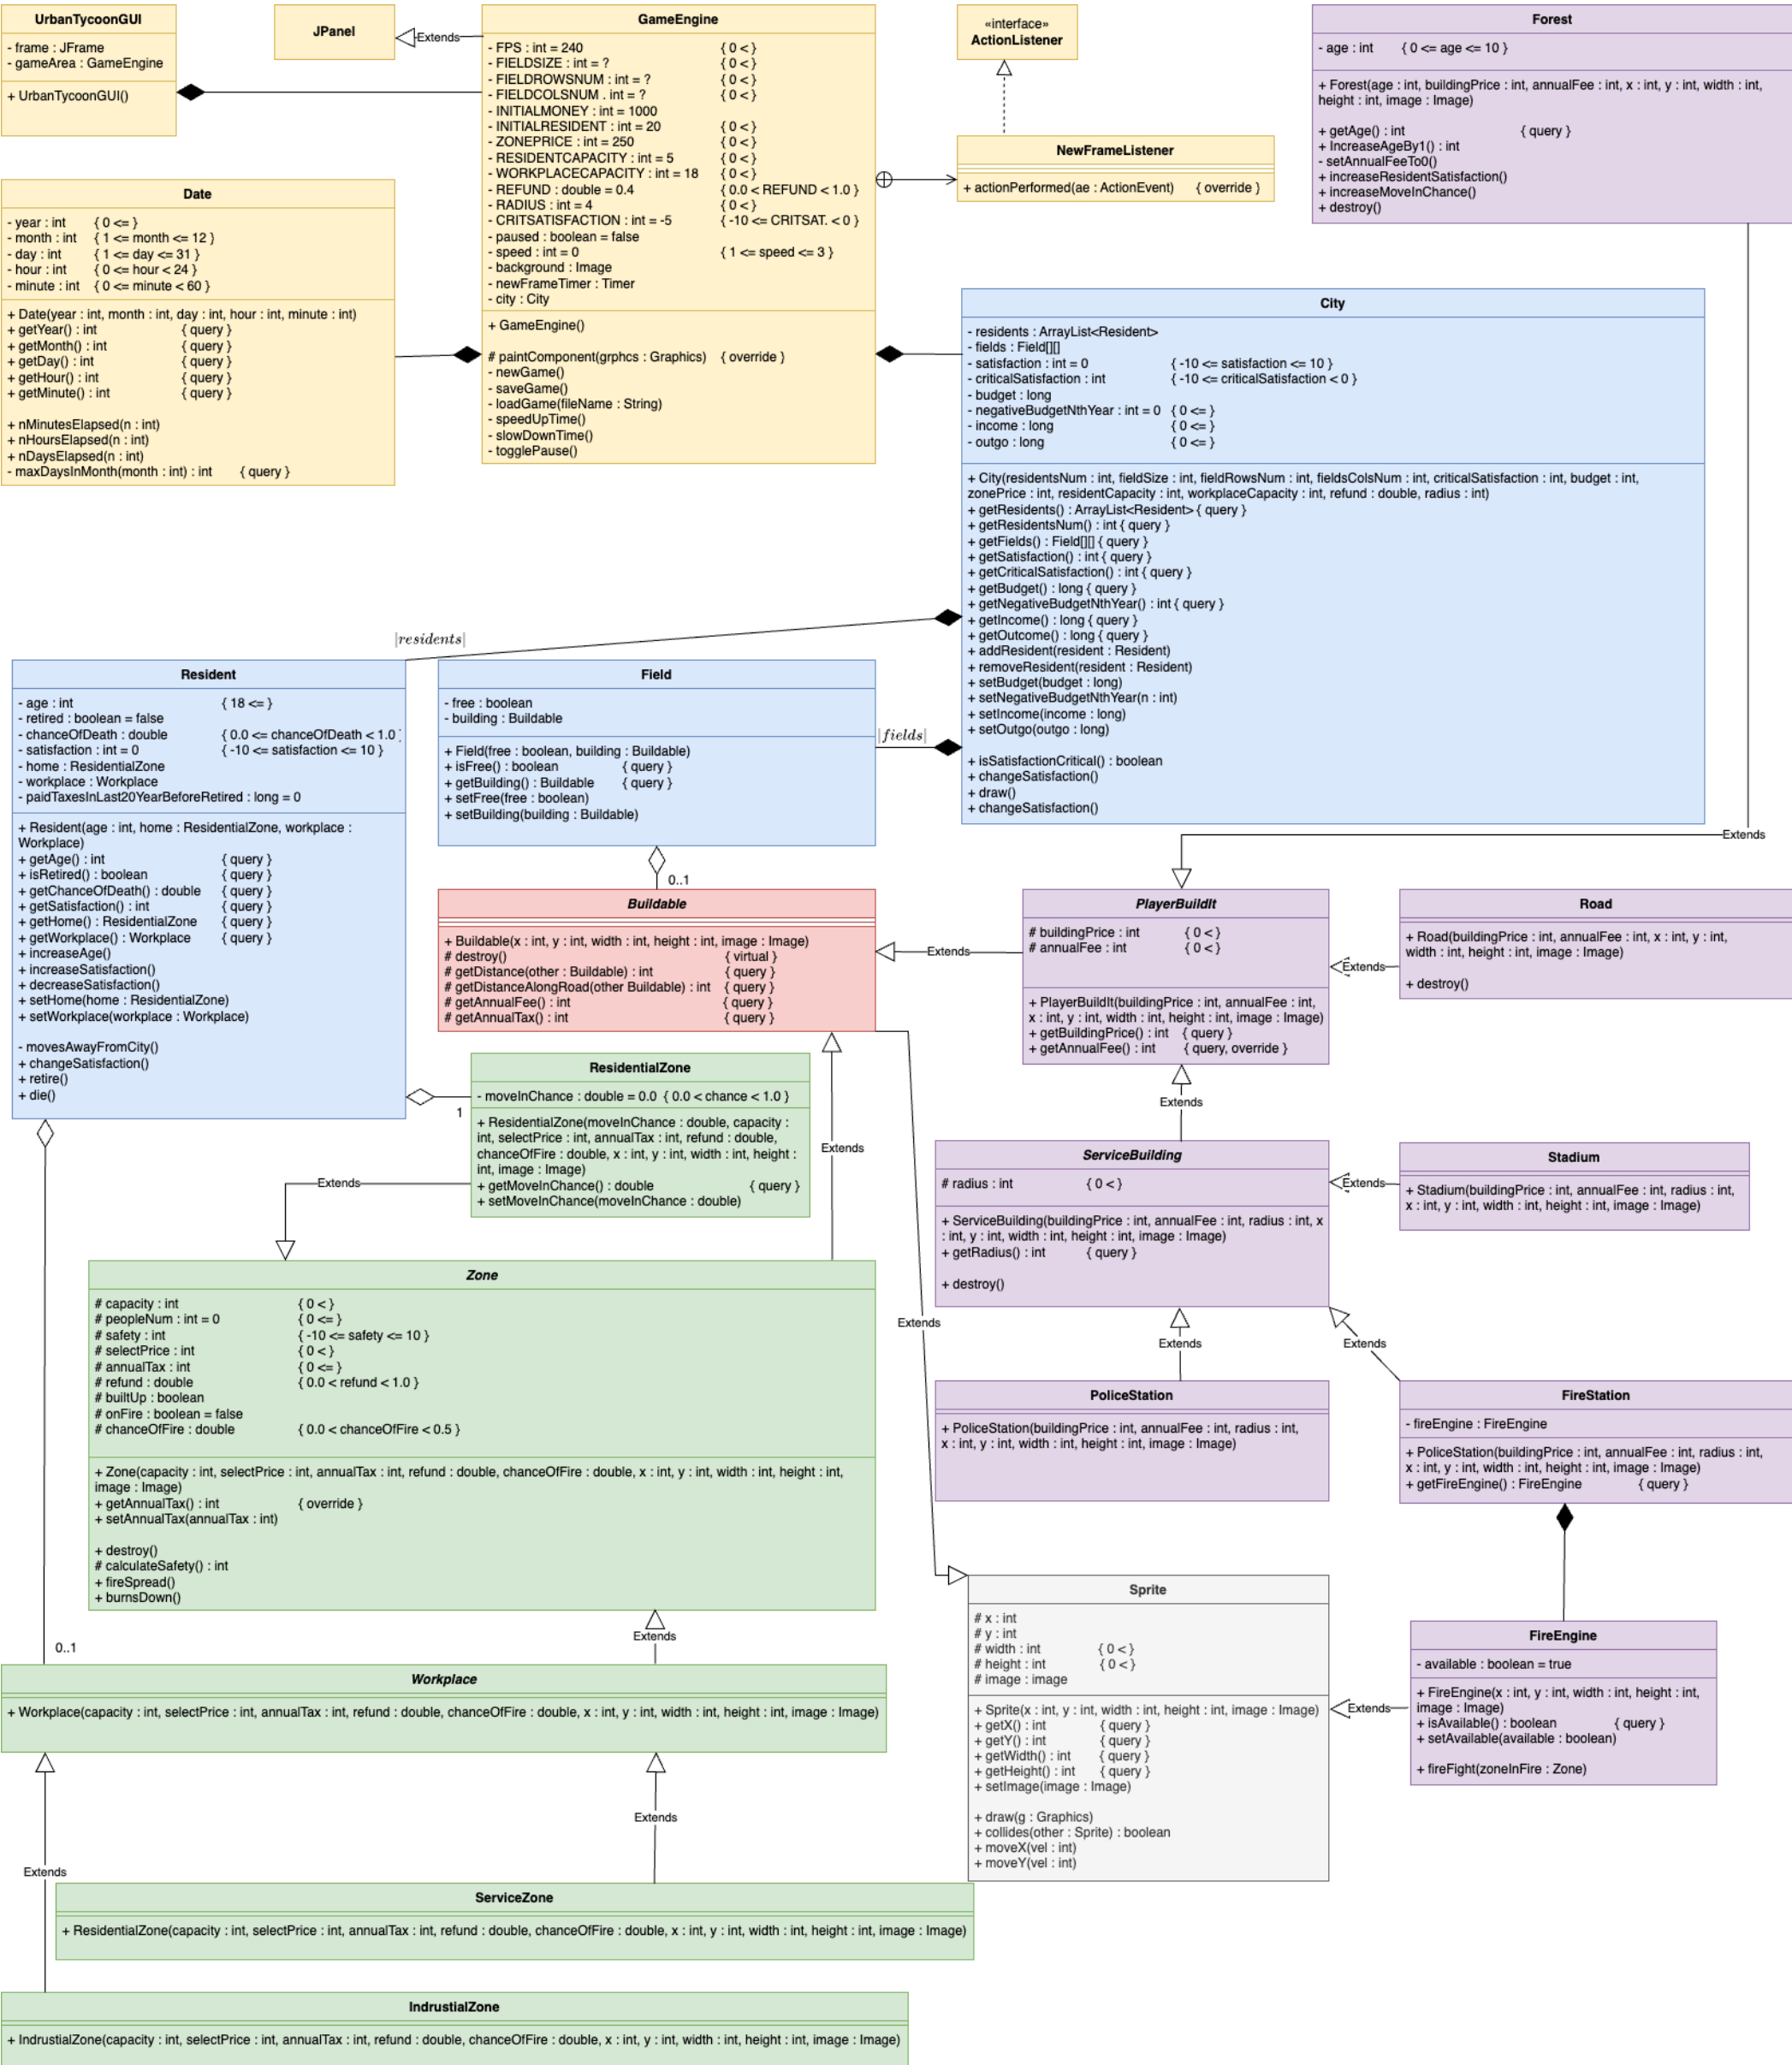 UrbanTycoonGUI
- frame : JFrame
- gameArea : GameEngine
+ UrbanTycoonGUI()
JPanel
Extends
GameEngine
- FPS : int = 240 { 0 < }
- FIELDSIZE : int = ? { 0 < }
- FIELDROWSNUM : int = ? { 0 < }
- FIELDCOLSNUM . int = ? { 0 < }
- INITIALMONEY : int = 1000
- INITIALRESIDENT : int = 20 { 0 < }
- ZONEPRICE : int = 250 { 0 < }
- RESIDENTCAPACITY : int = 5 { 0 < }
- WORKPLACECAPACITY : int = 18 { 0 < }
- REFUND : double = 0.4 { 0.0 < REFUND < 1.0 }
- RADIUS : int = 4 { 0 < }
- CRITSATISFACTION : int = -5 { -10 <= CRITSAT. < 0 }
- paused : boolean = false
- speed : int = 0 { 1 <= speed <= 3 }
- background : Image
- newFrameTimer : Timer
- city : City
+ GameEngine()
# paintComponent(grphcs : Graphics) { override }
- newGame()
- saveGame()
- loadGame(fileName : String)
- speedUpTime()
- slowDownTime()
- togglePause()
«interface»
ActionListener
NewFrameListener
+ actionPerformed(ae : ActionEvent) { override }
Forest
- age : int { 0 <= age <= 10 }
+ Forest(age : int, buildingPrice : int, annualFee : int, x : int, y : int, width : int,
height : int, image : Image)
+ getAge() : int { query }
+ IncreaseAgeBy1() : int
- setAnnualFeeTo0()
+ increaseResidentSatisfaction()
+ increaseMoveInChance()
+ destroy()
Date
- year : int { 0 <= }
- month : int { 1 <= month <= 12 }
- day : int { 1 <= day <= 31 }
- hour : int { 0 <= hour < 24 }
- minute : int { 0 <= minute < 60 }
+ Date(year : int, month : int, day : int, hour : int, minute : int)
+ getYear() : int { query }
+ getMonth() : int { query }
+ getDay() : int { query }
+ getHour() : int { query }
+ getMinute() : int { query }
+ nMinutesElapsed(n : int)
+ nHoursElapsed(n : int)
+ nDaysElapsed(n : int)
- maxDaysInMonth(month : int) : int { query }
City
- residents : ArrayList<Resident>
- fields : Field[][]
- satisfaction : int = 0 { -10 <= satisfaction <= 10 }
- criticalSatisfaction : int { -10 <= criticalSatisfaction < 0 }
- budget : long
- negativeBudgetNthYear : int = 0 { 0 <= }
- income : long { 0 <= }
- outgo : long { 0 <= }
+ City(residentsNum : int, fieldSize : int, fieldRowsNum : int, fieldsColsNum : int, criticalSatisfaction : int, budget : int,
zonePrice : int, residentCapacity : int, workplaceCapacity : int, refund : double, radius : int)
+ getResidents() : ArrayList<Resident> { query }
+ getResidentsNum() : int { query }
+ getFields() : Field[][] { query }
+ getSatisfaction() : int { query }
+ getCriticalSatisfaction() : int { query }
+ getBudget() : long { query }
+ getNegativeBudgetNthYear() : int { query }
+ getIncome() : long { query }
+ getOutcome() : long { query }
+ addResident(resident : Resident)
+ removeResident(resident : Resident)
+ setBudget(budget : long)
+ setNegativeBudgetNthYear(n : int)
+ setIncome(income : long)
+ setOutgo(outgo : long)
+ isSatisfactionCritical() : boolean
+ changeSatisfaction()
+ draw()
+ changeSatisfaction()
|residents|
|fields|
Resident
- age : int { 18 <= }
- retired : boolean = false
- chanceOfDeath : double { 0.0 <= chanceOfDeath < 1.0 }
- satisfaction : int = 0 { -10 <= satisfaction <= 10 }
- home : ResidentialZone
- workplace : Workplace
- paidTaxesInLast20YearBeforeRetired : long = 0
+ Resident(age : int, home : ResidentialZone, workplace :
Workplace)
+ getAge() : int { query }
+ isRetired() : boolean { query }
+ getChanceOfDeath() : double { query }
+ getSatisfaction() : int { query }
+ getHome() : ResidentialZone { query }
+ getWorkplace() : Workplace { query }
+ increaseAge()
+ increaseSatisfaction()
+ decreaseSatisfaction()
+ setHome(home : ResidentialZone)
+ setWorkplace(workplace : Workplace)
- movesAwayFromCity()
+ changeSatisfaction()
+ retire()
+ die()
Field
- free : boolean
- building : Buildable
+ Field(free : boolean, building : Buildable)
+ isFree() : boolean { query }
+ getBuilding() : Buildable { query }
+ setFree(free : boolean)
+ setBuilding(building : Buildable)
0..1
Extends
Buildable
+ Buildable(x : int, y : int, width : int, height : int, image : Image)
# destroy() { virtual }
# getDistance(other : Buildable) : int { query }
# getDistanceAlongRoad(other Buildable) : int { query }
# getAnnualFee() : int { query }
# getAnnualTax() : int { query }
Extends
PlayerBuildIt
# buildingPrice : int { 0 < }
# annualFee : int { 0 < }
+ PlayerBuildIt(buildingPrice : int, annualFee : int,
x : int, y : int, width : int, height : int, image : Image)
+ getBuildingPrice() : int { query }
+ getAnnualFee() : int { query, override }
Extends
Road
+ Road(buildingPrice : int, annualFee : int, x : int, y : int,
width : int, height : int, image : Image)
+ destroy()
ResidentialZone
- moveInChance : double = 0.0 { 0.0 < chance < 1.0 }
+ ResidentialZone(moveInChance : double, capacity :
int, selectPrice : int, annualTax : int, refund : double,
chanceOfFire : double, x : int, y : int, width : int, height :
int, image : Image)
+ getMoveInChance() : double { query }
+ setMoveInChance(moveInChance : double)
1
Extends
Extends
Extends
ServiceBuilding
# radius : int { 0 < }
+ ServiceBuilding(buildingPrice : int, annualFee : int, radius : int, x
: int, y : int, width : int, height : int, image : Image)
+ getRadius() : int { query }
+ destroy()
Extends
Stadium
+ Stadium(buildingPrice : int, annualFee : int, radius : int,
x : int, y : int, width : int, height : int, image : Image)
Zone
# capacity : int { 0 < }
# peopleNum : int = 0 { 0 <= }
# safety : int { -10 <= safety <= 10 }
# selectPrice : int { 0 < }
# annualTax : int { 0 <= }
# refund : double { 0.0 < refund < 1.0 }
# builtUp : boolean
# onFire : boolean = false
# chanceOfFire : double { 0.0 < chanceOfFire < 0.5 }
+ Zone(capacity : int, selectPrice : int, annualTax : int, refund : double, chanceOfFire : double, x : int, y : int, width : int, height : int,
image : Image)
+ getAnnualTax() : int { override }
+ setAnnualTax(annualTax : int)
+ destroy()
# calculateSafety() : int
+ fireSpread()
+ burnsDown()
Extends
Extends
Extends
PoliceStation
+ PoliceStation(buildingPrice : int, annualFee : int, radius : int,
x : int, y : int, width : int, height : int, image : Image)
FireStation
- fireEngine : FireEngine
+ PoliceStation(buildingPrice : int, annualFee : int, radius : int,
x : int, y : int, width : int, height : int, image : Image)
+ getFireEngine() : FireEngine { query }
Sprite
# x : int
# y : int
# width : int { 0 < }
# height : int { 0 < }
# image : image
+ Sprite(x : int, y : int, width : int, height : int, image : Image)
+ getX() : int { query }
+ getY() : int { query }
+ getWidth() : int { query }
+ getHeight() : int { query }
+ setImage(image : Image)
+ draw(g : Graphics)
+ collides(other : Sprite) : boolean
+ moveX(vel : int)
+ moveY(vel : int)
Extends
FireEngine
- available : boolean = true
+ FireEngine(x : int, y : int, width : int, height : int,
image : Image)
+ isAvailable() : boolean { query }
+ setAvailable(available : boolean)
+ fireFight(zoneInFire : Zone)
Extends
0..1
Workplace
+ Workplace(capacity : int, selectPrice : int, annualTax : int, refund : double, chanceOfFire : double, x : int, y : int, width : int, height : int, image : Image)
Extends
Extends
ServiceZone
+ ResidentialZone(capacity : int, selectPrice : int, annualTax : int, refund : double, chanceOfFire : double, x : int, y : int, width : int, height : int, image : Image)
IndrustialZone
+ IndrustialZone(capacity : int, selectPrice : int, annualTax : int, refund : double, chanceOfFire : double, x : int, y : int, width : int, height : int, image : Image)